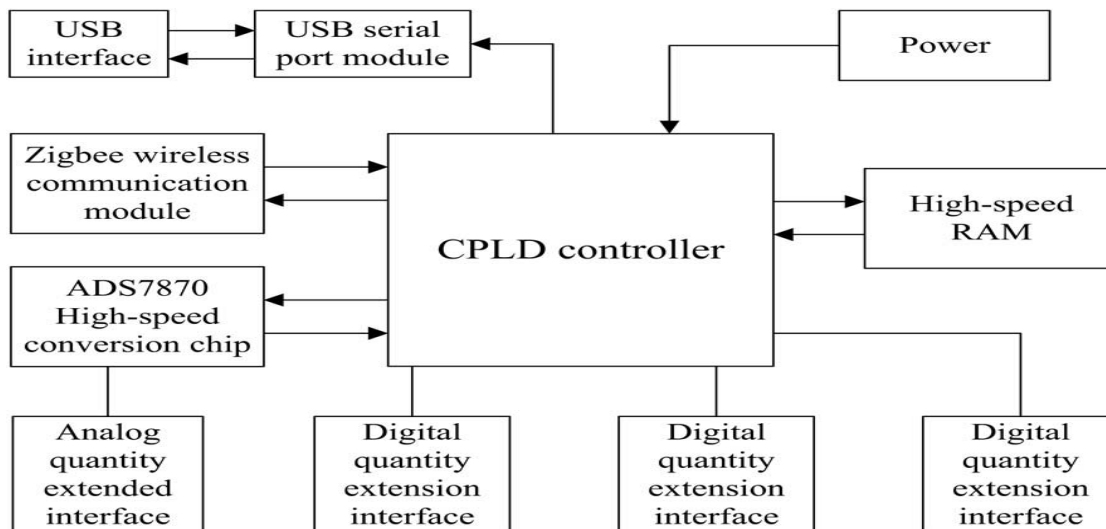 USB
interface
USB serial
port module
Power
Zigbee wireless
communication
module
CPLD controller
High-speed
RAM
ADS7870
High-speed
conversion chip
Analog
quantity
extended
interface
Digital
quantity
extension
interface
Digital
quantity
extension
interface
Digital
quantity
extension
interface